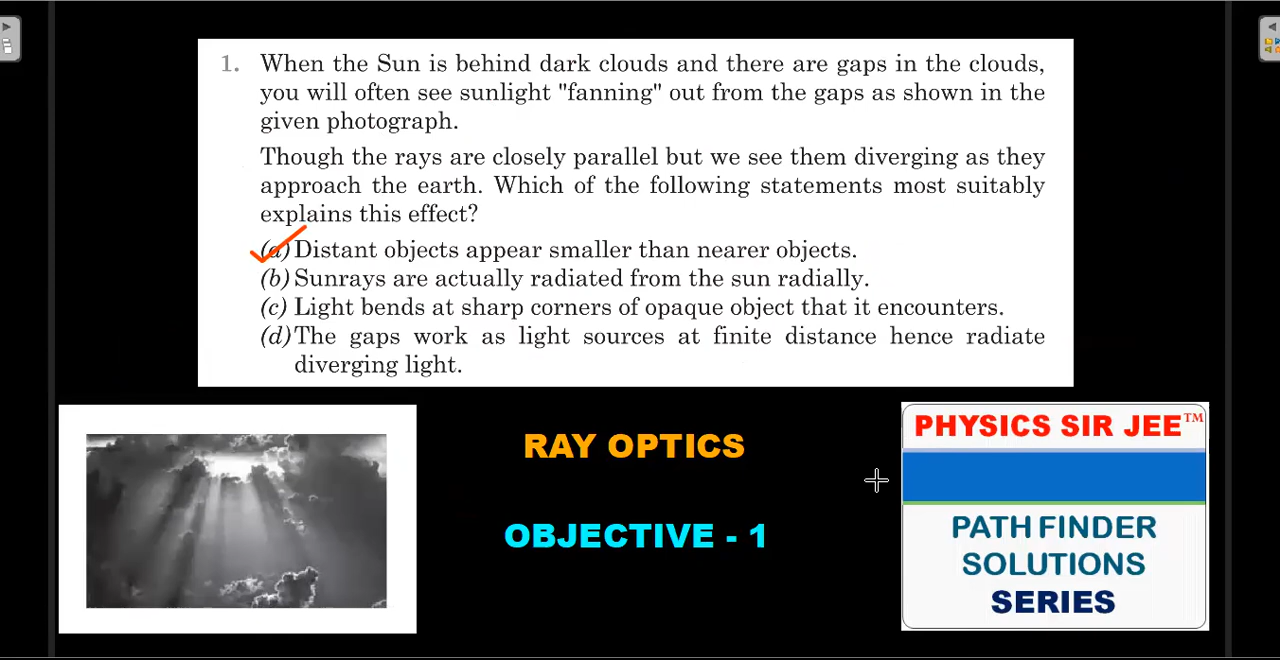 1. When the Sun is behind dark clouds and there are gaps in the clouds,
you will often see sunlight "fanning" out from the gaps as shown in the
given photograph.
Though the rays are closely parallel but we see them diverging as they
approach the earth. Which of the following statements most suitably
explains this effect?
(a) Distant objects appear smaller than nearer objects.
(b) Sunrays are actually radiated from the sun radially.
(c) Light bends at sharp corners of opaque object that it encounters.
(d) The gaps work as light sources at finite distance hence radiate
diverging light.
RAY OPTICS
OBJECTIVE - 1
PHYSICS SIR JEE™
PATH FINDER
SOLUTIONS
SERIES